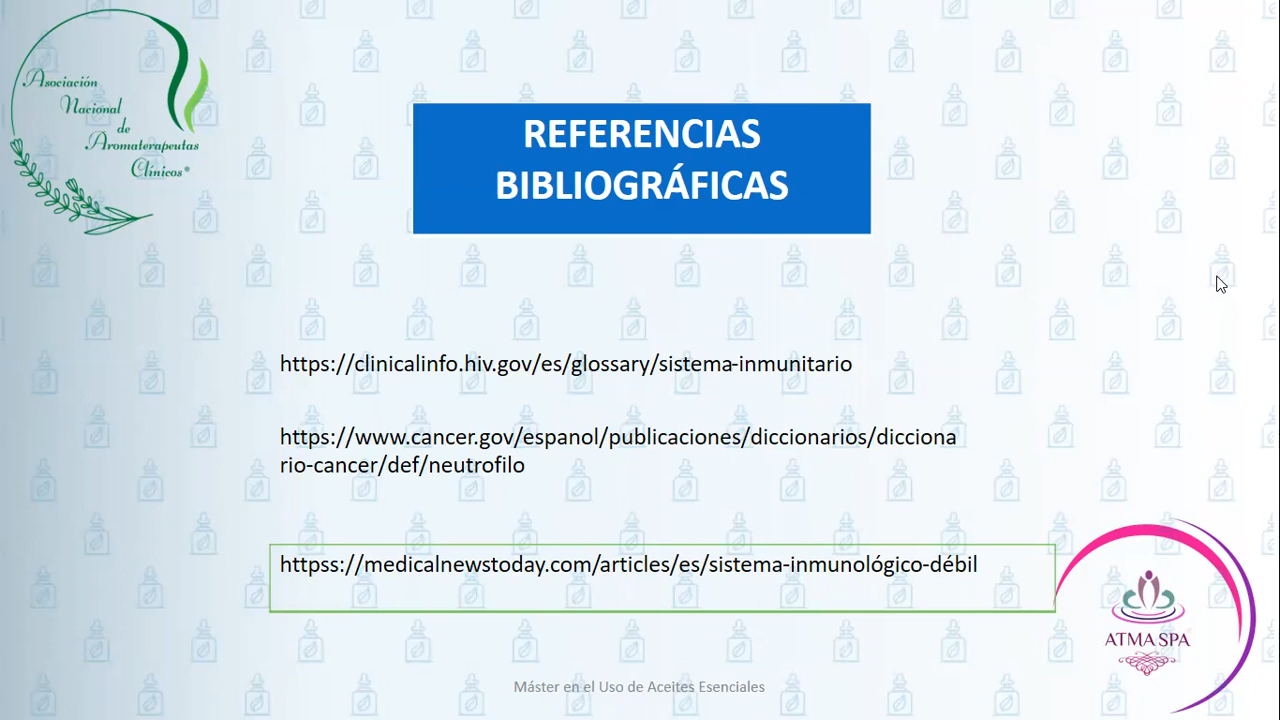 Asociación
Nacional
de
Aromaterapeutas
Clínicos®
REFERENCIAS
BIBLIOGRÁFICAS
https://clinicalinfo.hiv.gov/es/glossary/sistema-inmunitario
https://www.cancer.gov/espanol/publicaciones/diccionarios/dicciona
rio-cancer/def/neutrofilo
httpss://medicalnewstoday.com/articles/es/sistema-inmunológico-débil
ATMA SPA
Máster en el Uso de Aceites Esenciales